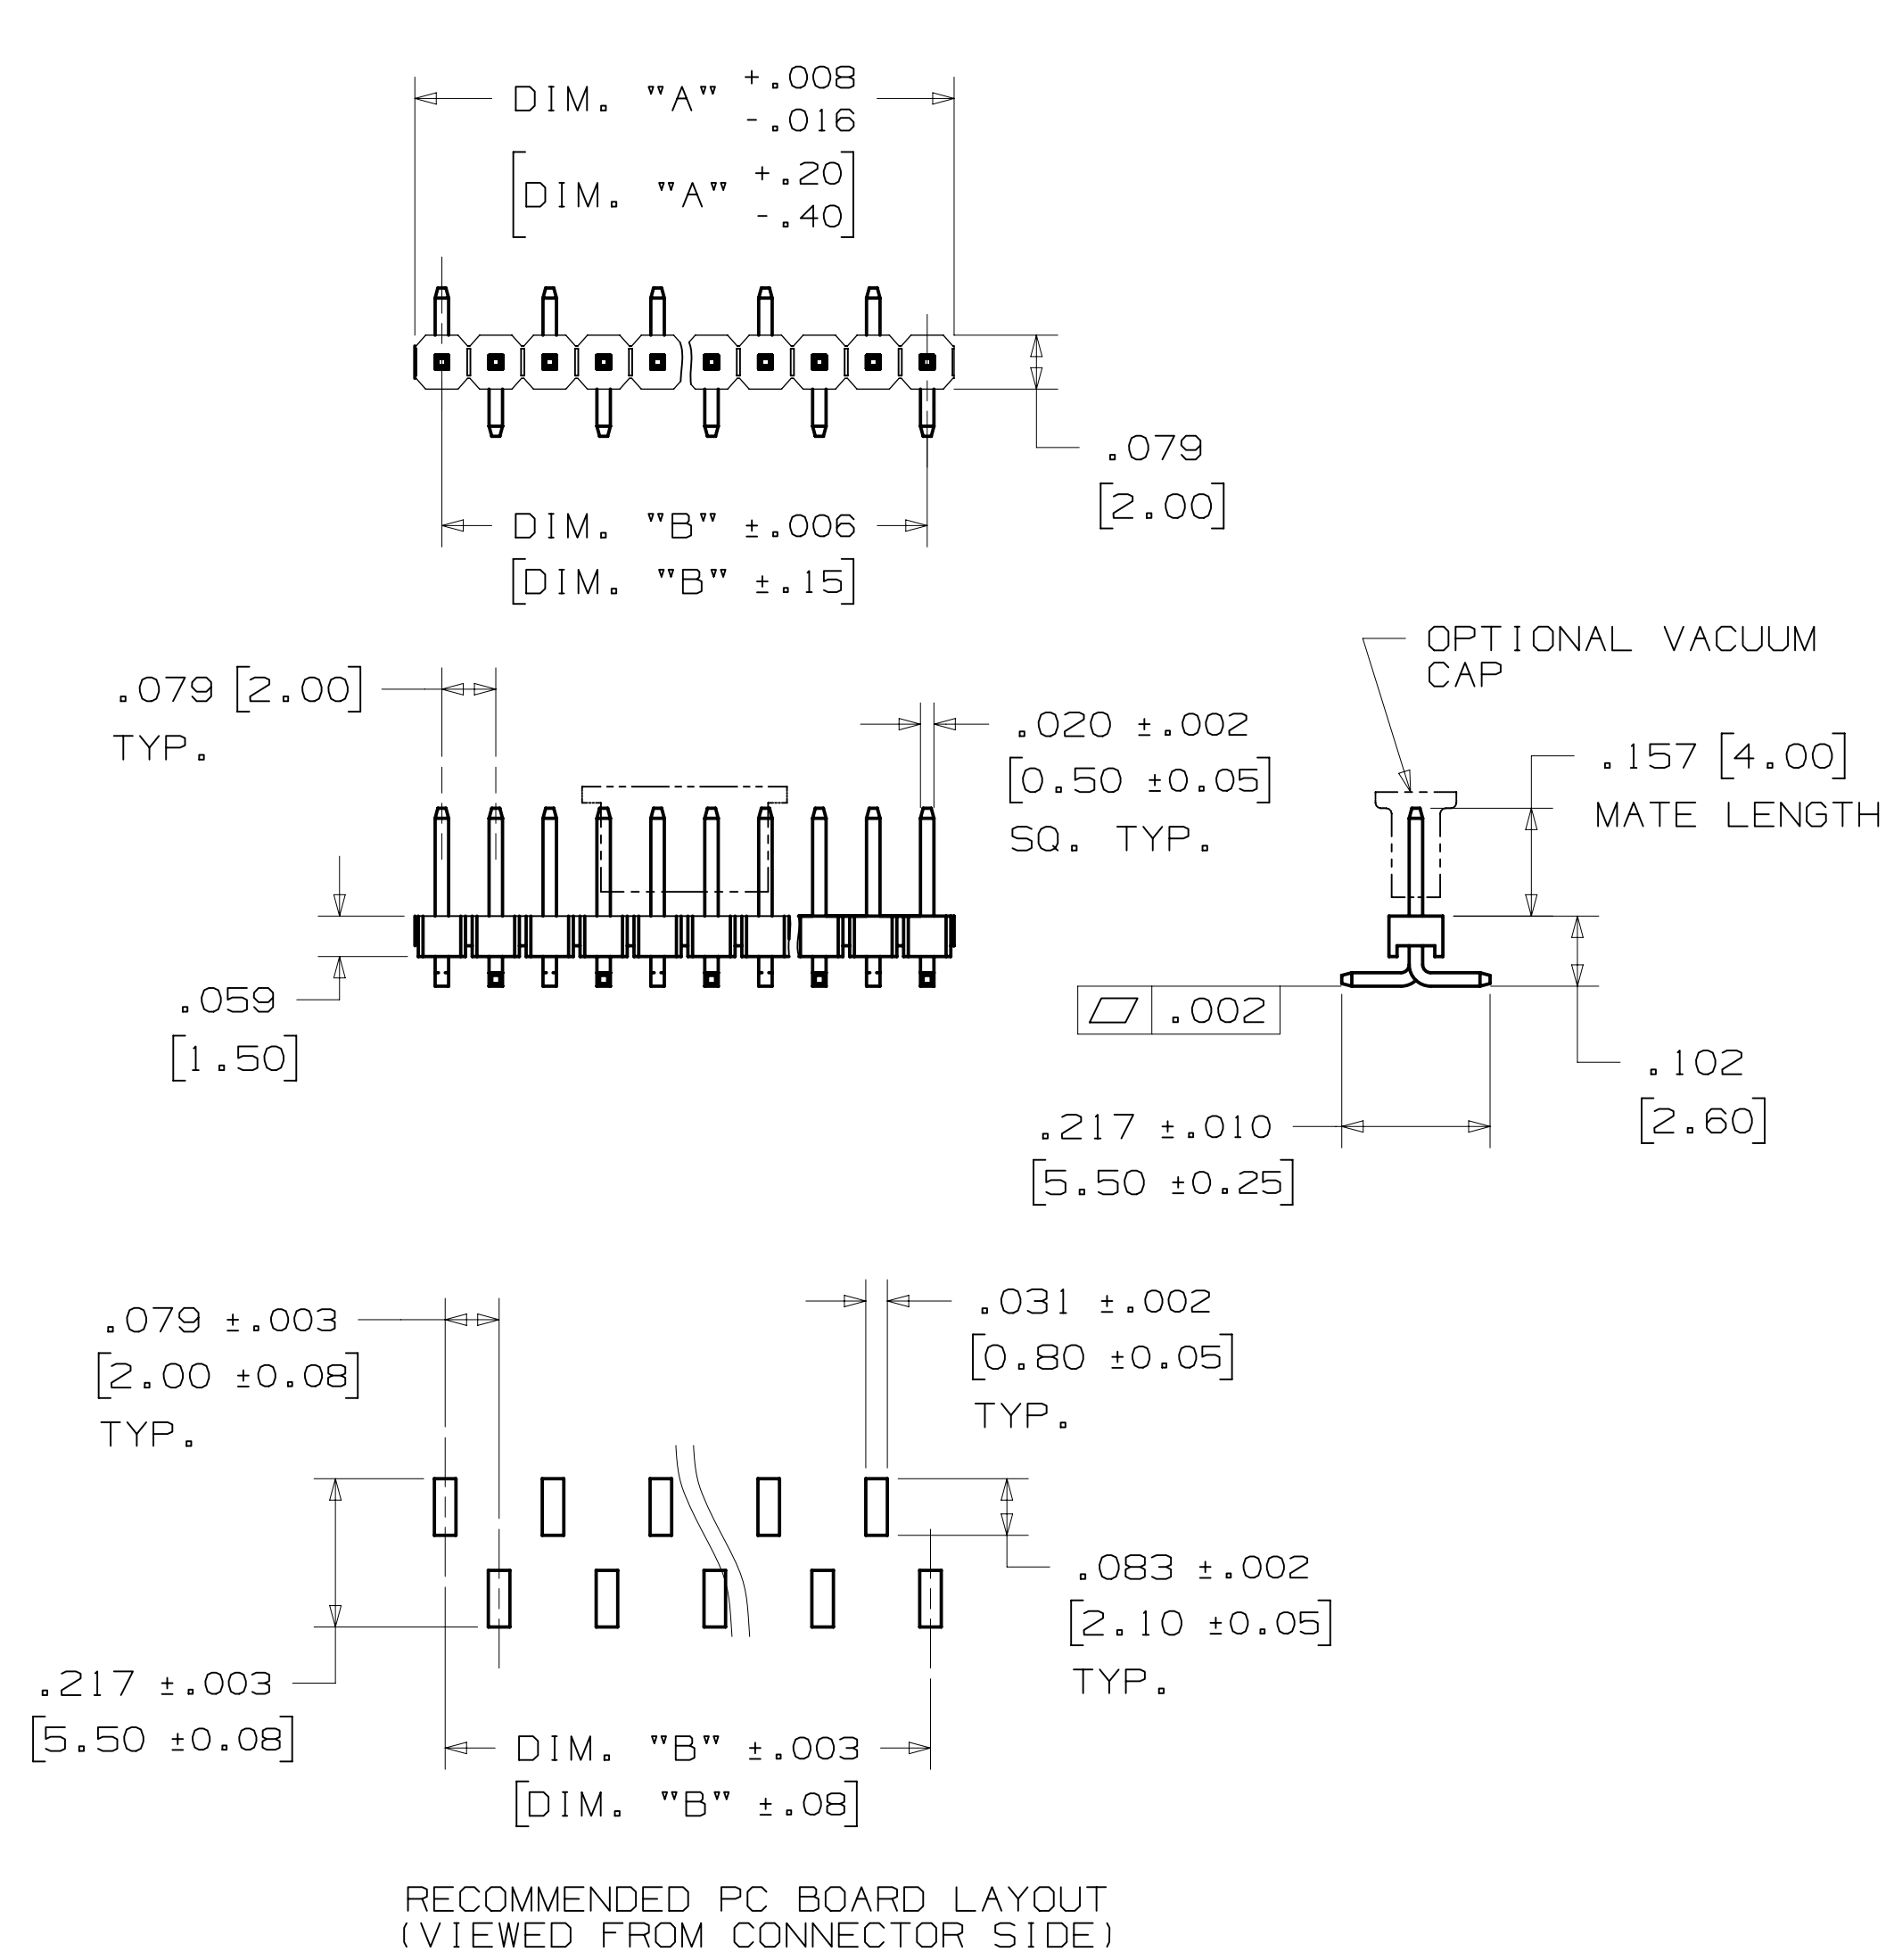 DIM. "A" +.008
-.016
[DIM. "A" +.20
-.40]
.079
[2.00]
DIM. "B" ±.006
[DIM. "B" ±.15]
OPTIONAL VACUUM
CAP
.079 [2.00]
TYP.
.020 ±.002
[0.50 ±0.05]
SQ. TYP.
.157 [4.00]
MATE LENGTH
.059
[1.50]
.002
.102
[2.60]
.217 ±.010
[5.50 ±0.25]
.079 ±.003
[2.00 ±0.08]
TYP.
.031 ±.002
[0.80 ±0.05]
TYP.
.083 ±.002
[2.10 ±0.05]
TYP.
.217 ±.003
[5.50 ±0.08]
DIM. "B" ±.003
[DIM. "B" ±.08]
RECOMMENDED PC BOARD LAYOUT
(VIEWED FROM CONNECTOR SIDE)